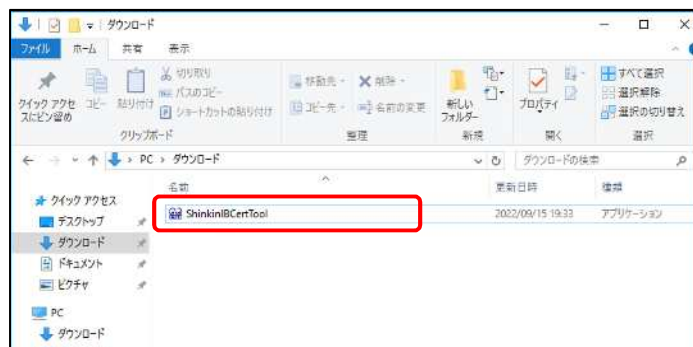 ダウンロード
ファイル ホーム 共有 表示
クイック アクセスにピン留め
コピー
貼り付け
切り取り
パスのコピー
ショートカットの貼り付け
クリップボード
移動先
コピー先
削除
名前の変更
整理
新しいフォルダー
新規
プロパティ
開く
すべて選択
選択解除
選択の切り替え
選択
PC › ダウンロード
ダウンロードの検索
名前 更新日時 種類
クイック アクセス
ShinkinIBCertTool 2022/09/15 19:33 アプリケーション
デスクトップ
ダウンロード
ドキュメント
ピクチャ
PC
ダウンロード